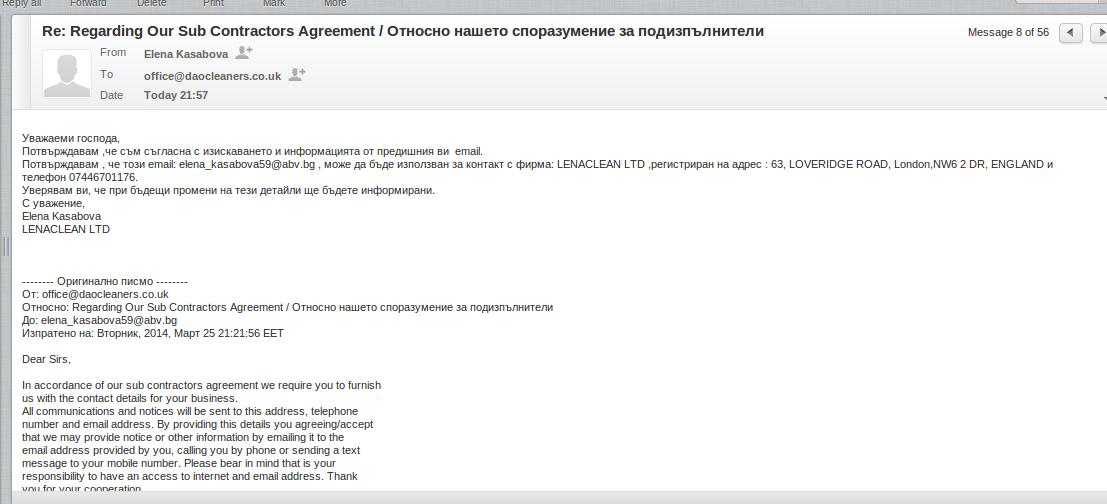 Reply all Forward Delete Print Mark More
Re: Regarding Our Sub Contractors Agreement / Относно нашето споразумение за подизпълнители
Message 8 of 56
From Elena Kasabova
To office@daocleaners.co.uk
Date Today 21:57
Уважаеми господа,
Потвърждавам ,че съм съгласна с изискването и информацията от предишния ви email.
Потвърждавам , че този email: elena_kasabova59@abv.bg , може да бъде използван за контакт с фирма: LENACLEAN LTD ,регистриран на адрес : 63, LOVERIDGE ROAD, London,NW6 2 DR, ENGLAND и
телефон 07446701176.
Уверявам ви, че при бъдещи промени на тези детайли ще бъдете информирани.
С уважение,
Elena Kasabova
LENACLEAN LTD
-------- Оригинално писмо --------
От: office@daocleaners.co.uk
Относно: Regarding Our Sub Contractors Agreement / Относно нашето споразумение за подизпълнители
До: elena_kasabova59@abv.bg
Изпратено на: Вторник, 2014, Март 25 21:21:56 EET
Dear Sirs,
In accordance of our sub contractors agreement we require you to furnish
us with the contact details for your business.
All communications and notices will be sent to this address, telephone
number and email address. By providing this details you agreeing/accept
that we may provide notice or other information by emailing it to the
email address provided by you, calling you by phone or sending a text
message to your mobile number. Please bear in mind that is your
responsibility to have an access to internet and email address. Thank
you for your cooperation